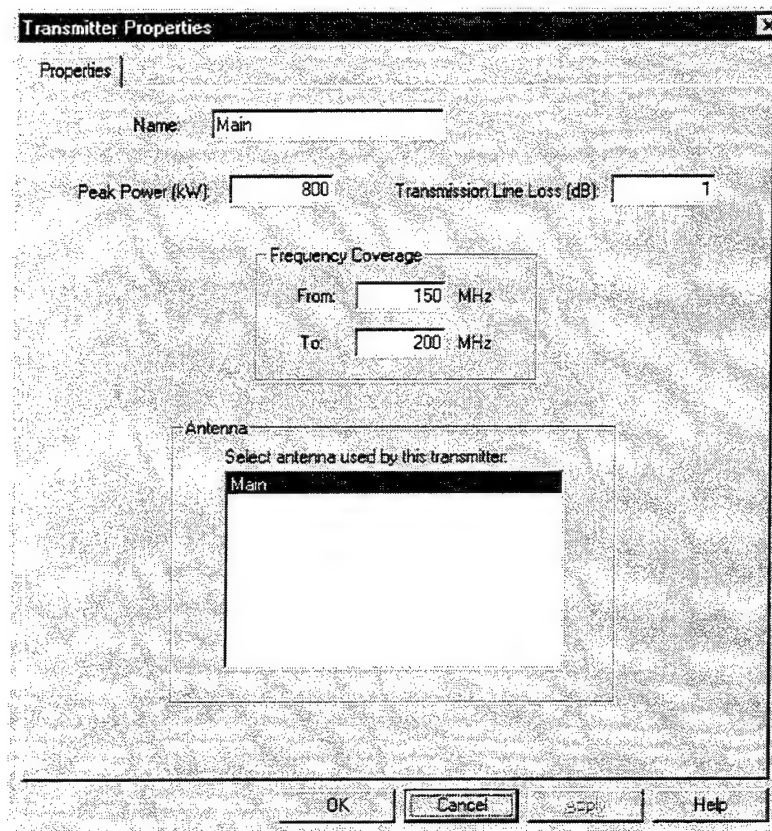 Transmitter Properties
Properties
Name: Main
Peak Power (kW): 800 Transmission Line Loss (dB): 1
Frequency Coverage
From: 150 MHz
To: 200 MHz
Antenna
Select antenna used by this transmitter:
Main
OK Cancel Apply Help